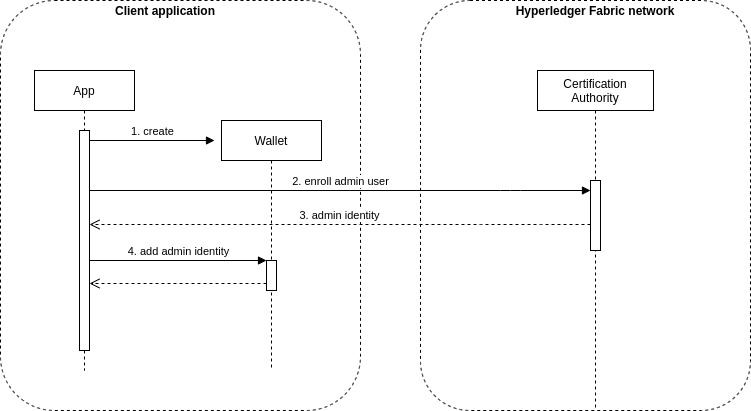 Client application
Hyperledger Fabric network
App
Certification
Authority
1. create
Wallet
2. enroll admin user
3. admin identity
4. add admin identity